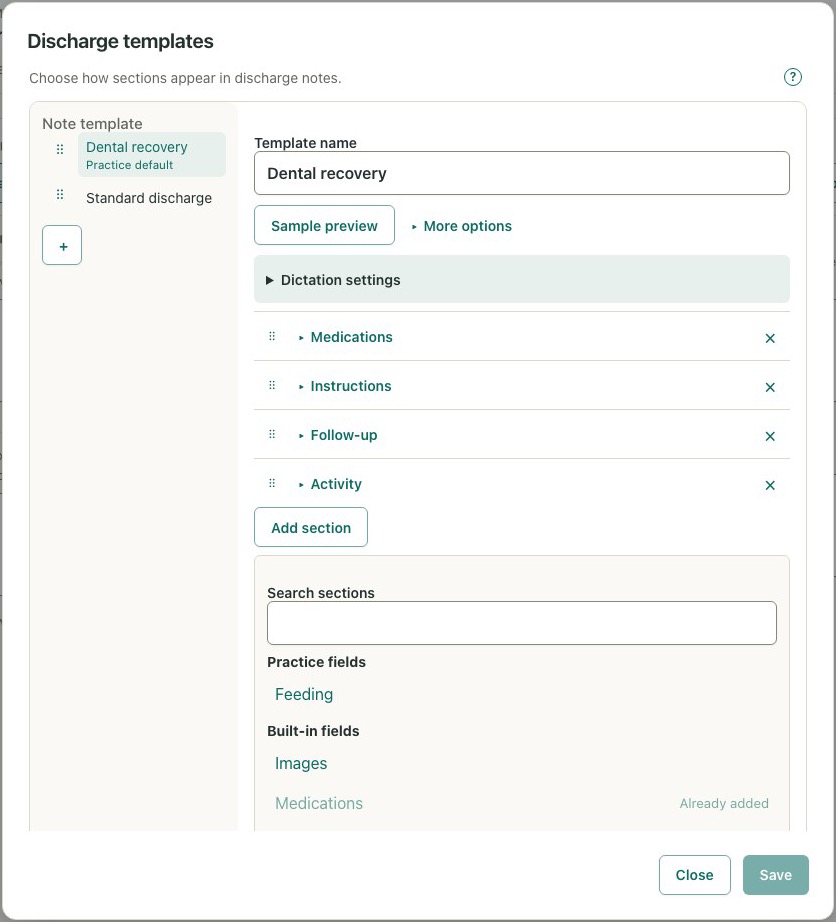 Discharge templates
Choose how sections appear in discharge notes.
?
Note template
Dental recovery
Practice default
Standard discharge
+
Template name
Dental recovery
Sample preview
More options
Dictation settings
Medications
Instructions
Follow-up
Activity
Add section
Search sections
Practice fields
Feeding
Built-in fields
Images
Medications Already added
Close Save